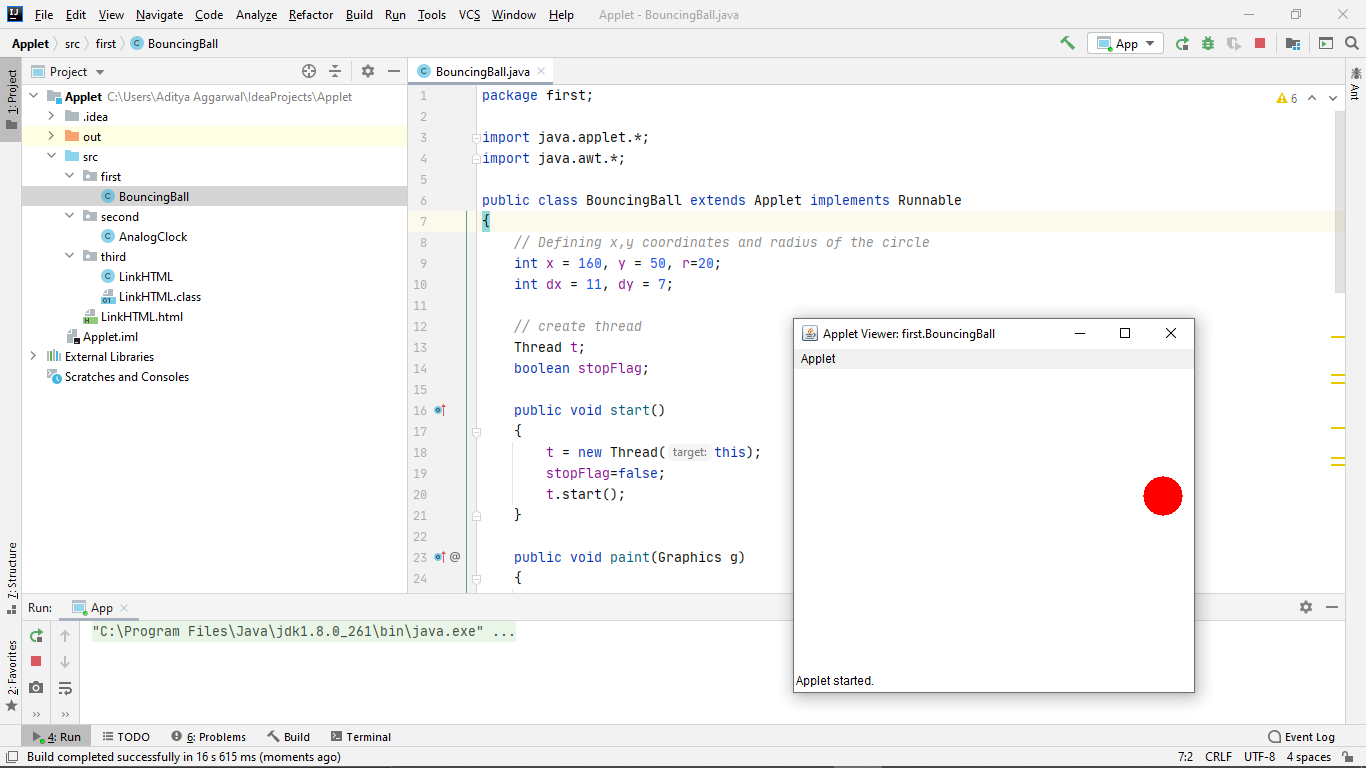 File Edit View Navigate Code Analyze Refactor Build Run Tools VCS Window Help Applet - BouncingBall.java
Applet src first BouncingBall App
Project BouncingBall.java
1: Project
Applet C:\Users\Aditya Aggarwal\IdeaProjects\Applet
.idea
out
src
first
BouncingBall
second
AnalogClock
third
LinkHTML
LinkHTML.class
LinkHTML.html
Applet.iml
External Libraries
Scratches and Consoles
7: Structure
2: Favorites
6
Ant
1 package first;
2
3 import java.applet.*;
4 import java.awt.*;
5
6 public class BouncingBall extends Applet implements Runnable
7 {
8 // Defining x,y coordinates and radius of the circle
9 int x = 160, y = 50, r=20;
10 int dx = 11, dy = 7;
11
12 // create thread
13 Thread t;
14 boolean stopFlag;
15
16 public void start()
17 {
18 t = new Thread( target: this);
19 stopFlag=false;
20 t.start();
21 }
22
23 @ public void paint(Graphics g)
24 {
Applet Viewer: first.BouncingBall
Applet
Applet started.
Run: App
"C:\Program Files\Java\jdk1.8.0_261\bin\java.exe" ...
4: Run TODO 6: Problems Build Terminal Event Log
Build completed successfully in 16 s 615 ms (moments ago) 7:2 CRLF UTF-8 4 spaces